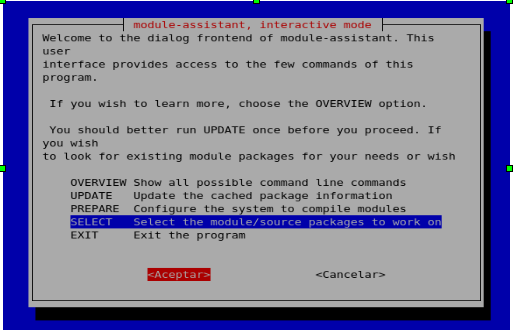 module-assistant, interactive mode
Welcome to the dialog frontend of module-assistant. This
user
interface provides access to the few commands of this
program.
If you wish to learn more, choose the OVERVIEW option.
You should better run UPDATE once before you proceed. If
you wish
to look for existing module packages for your needs or wish
OVERVIEW Show all possible command line commands
UPDATE Update the cached package information
PREPARE Configure the system to compile modules
SELECT Select the module/source packages to work on
EXIT Exit the program
<Aceptar> <Cancelar>